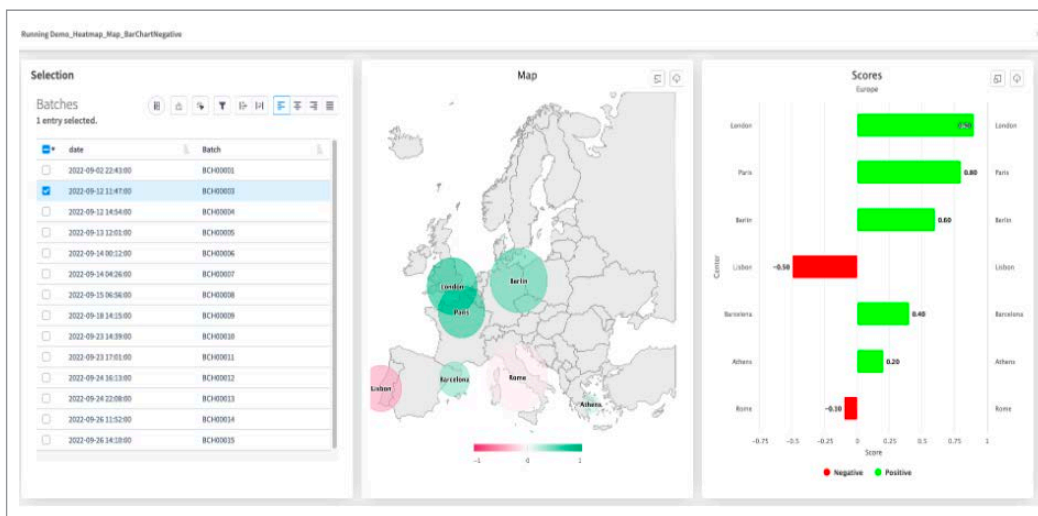 Running Demo_Heatmap_Map_BarChartNegative
Selection
Batches
1 entry selected.
date Batch
2022-09-02 22:43:00 BCH00001
2022-09-12 11:47:00 BCH00003
2022-09-12 14:54:00 BCH00004
2022-09-13 12:01:00 BCH00005
2022-09-14 00:12:00 BCH00006
2022-09-14 04:26:00 BCH00007
2022-09-15 06:56:00 BCH00008
2022-09-18 14:15:00 BCH00009
2022-09-23 14:39:00 BCH00010
2022-09-23 17:01:00 BCH00011
2022-09-24 16:13:00 BCH00012
2022-09-24 22:08:00 BCH00013
2022-09-26 11:52:00 BCH00014
2022-09-26 14:10:00 BCH00015
Map
London
Berlin
Paris
Lisbon
Barcelona
Rome
Athens
-1 0 1
Scores
Europe
London London
Paris 0.80 Paris
Berlin 0.60 Berlin
Center
Lisbon -0.50 Lisbon
Barcelona 0.40 Barcelona
Athens 0.20 Athens
Rome -0.10 Rome
-0.75 -0.5 -0.25 0 0.25 0.5 0.75 1
Score
Negative Positive